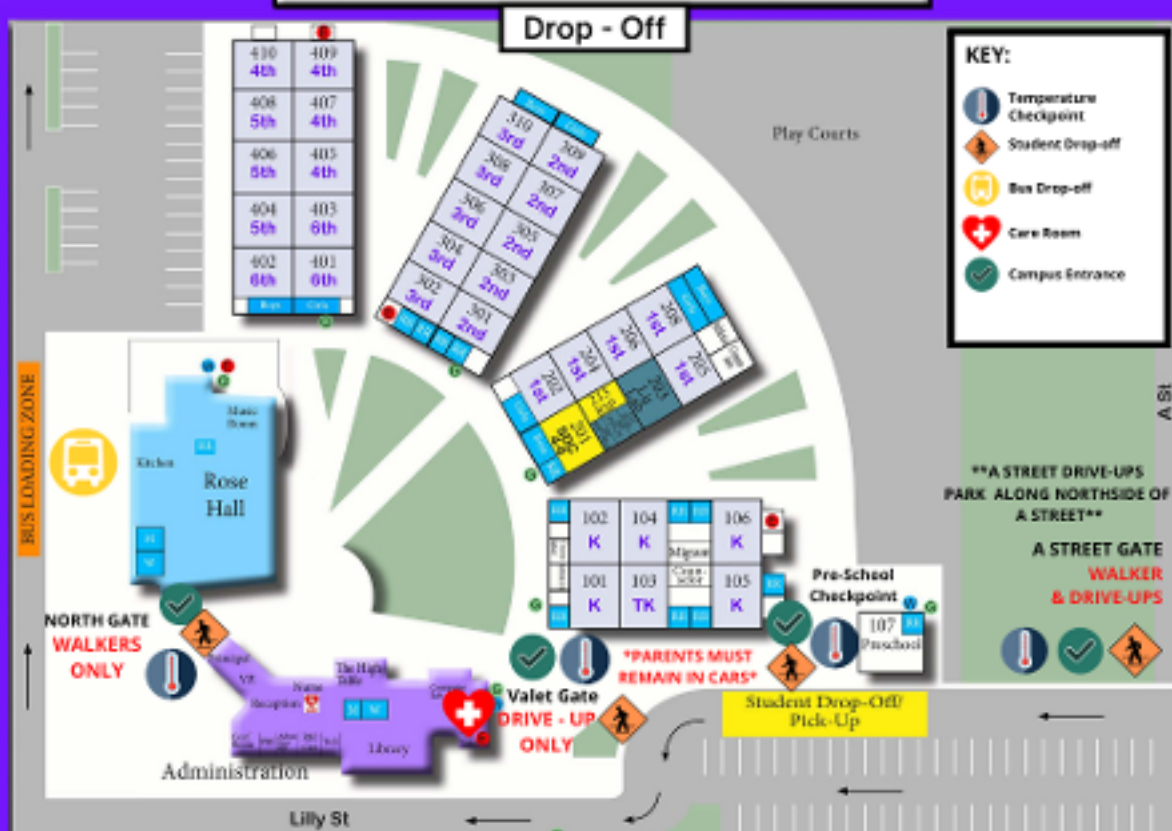 Drop - Off
KEY:
Temperature
Checkpoint
Student Drop-off
Bus Drop-off
Care Room
Campus Entrance
Play Courts
410
4th
409
4th
408
5th
407
4th
406
5th
405
4th
404
5th
403
6th
402
6th
401
6th
Boys
Girls
310
3rd
309
2nd
308
3rd
307
2nd
306
3rd
305
2nd
304
3rd
303
2nd
302
3rd
301
2nd
208
1st
206
1st
204
1st
202
1st
205
1st
203
A St
BUS LOADING ZONE
Music
Room
Kitchen
Rose
Hall
102
K
104
K
106
K
101
K
103
TK
105
K
**A STREET DRIVE-UPS
PARK ALONG NORTHSIDE OF
A STREET**
A STREET GATE
WALKER
& DRIVE-UPS
Pre-School
Checkpoint
107
Preschool
NORTH GATE
WALKERS
ONLY
Principal
VP
Reception
Library
Administration
Valet Gate
DRIVE - UP
ONLY
*PARENTS MUST
REMAIN IN CARS*
Student Drop-Off/
Pick-Up
Lilly St